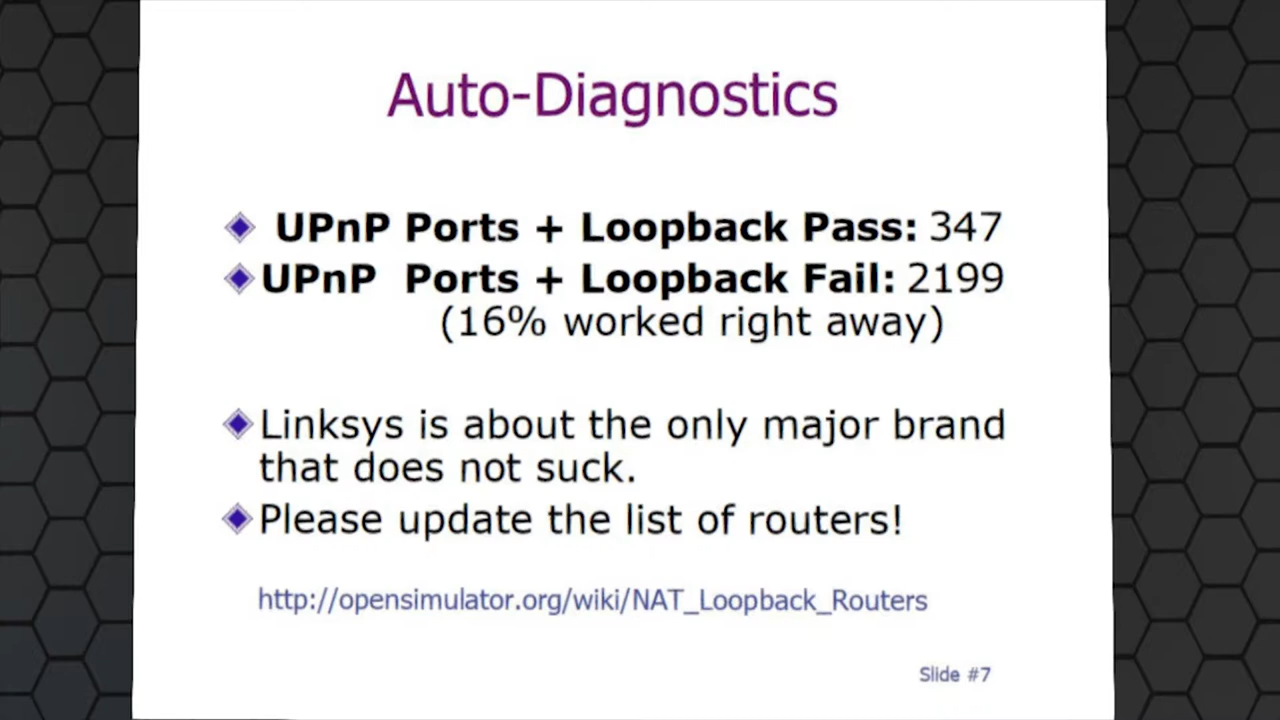 Auto-Diagnostics
UPnP Ports + Loopback Pass: 347
UPnP Ports + Loopback Fail: 2199
(16% worked right away)
Linksys is about the only major brand
that does not suck.
Please update the list of routers!
http://opensimulator.org/wiki/NAT_Loopback_Routers
Slide #7